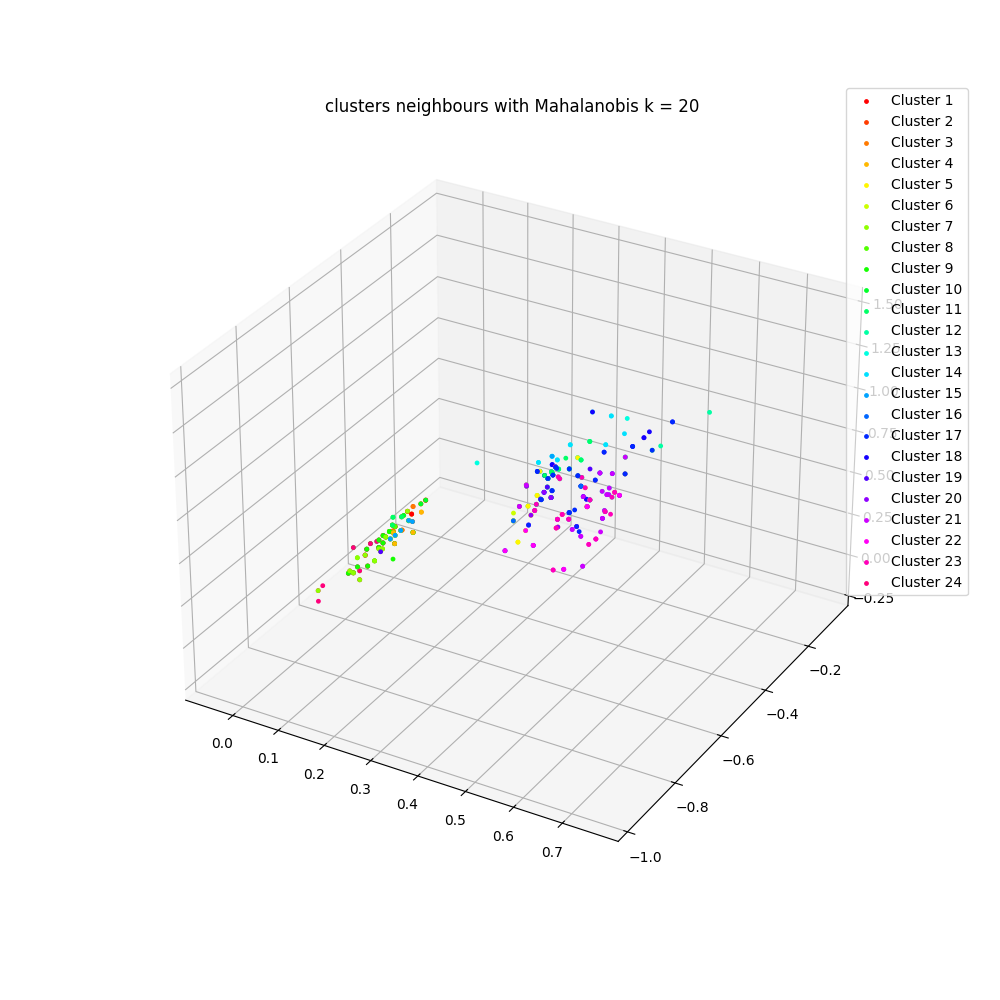 clusters neighbours with Mahalanobis k = 20
Cluster 1
Cluster 2
Cluster 3
Cluster 4
Cluster 5
Cluster 6
Cluster 7
Cluster 8
Cluster 9
Cluster 10
Cluster 11
Cluster 12
Cluster 13
Cluster 14
Cluster 15
Cluster 16
Cluster 17
Cluster 18
Cluster 19
Cluster 20
Cluster 21
Cluster 22
Cluster 23
Cluster 24
1.50
1.25
1.00
0.75
0.50
0.25
0.00
−0.25
−0.2
−0.4
−0.6
−0.8
−1.0
0.0
0.1
0.2
0.3
0.4
0.5
0.6
0.7